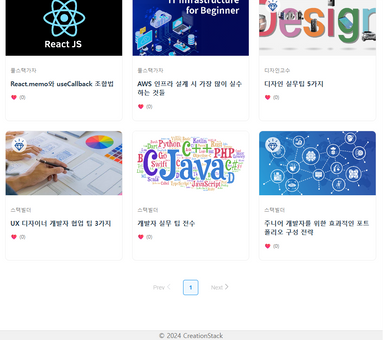 React JS
IT Infrastructure
for Beginner
Design
풀스택가자
React.memo와 useCallback 조합법
(0)
풀스택가자
AWS 인프라 설계 시 가장 많이 실수
하는 것들
(0)
디자인고수
디자인 실무팁 5가지
(0)
Python
Go
Swift
C++
C#
PHP
Java
JavaScript
스택빌더
UX 디자이너 개발자 협업 팁 3가지
(0)
스택빌더
개발자 실무 팁 전수
(0)
스택빌더
주니어 개발자를 위한 효과적인 포트
폴리오 구성 전략
(0)
Prev
1
Next
© 2024 CreationStack